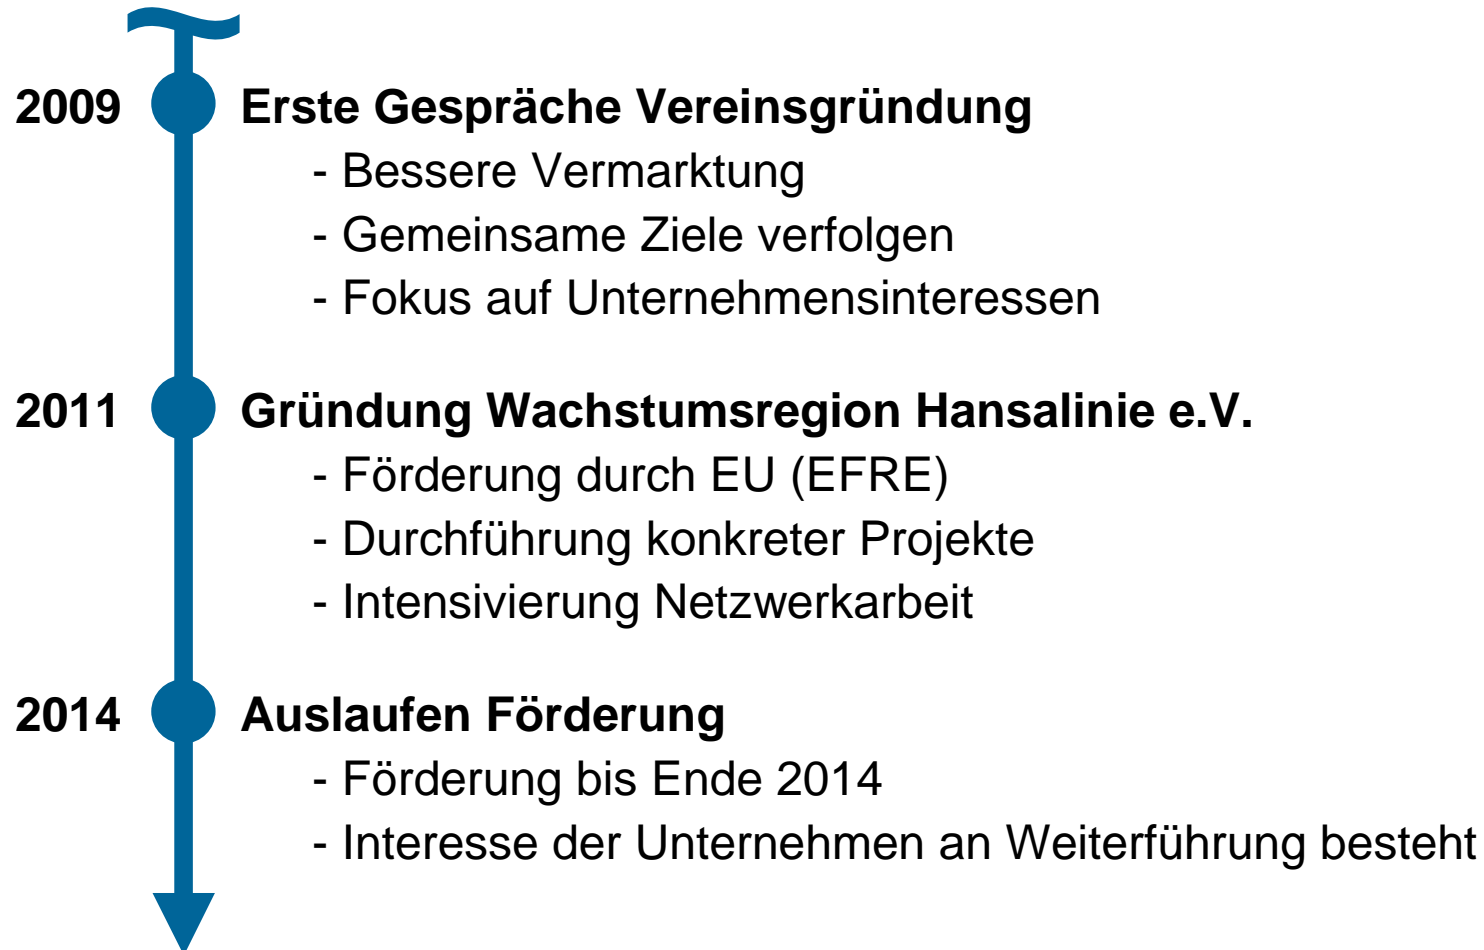 2009 Erste Gespräche Vereinsgründung
- Bessere Vermarktung
- Gemeinsame Ziele verfolgen
- Fokus auf Unternehmensinteressen
2011 Gründung Wachstumsregion Hansalinie e.V.
- Förderung durch EU (EFRE)
- Durchführung konkreter Projekte
- Intensivierung Netzwerkarbeit
2014 Auslaufen Förderung
- Förderung bis Ende 2014
- Interesse der Unternehmen an Weiterführung besteht